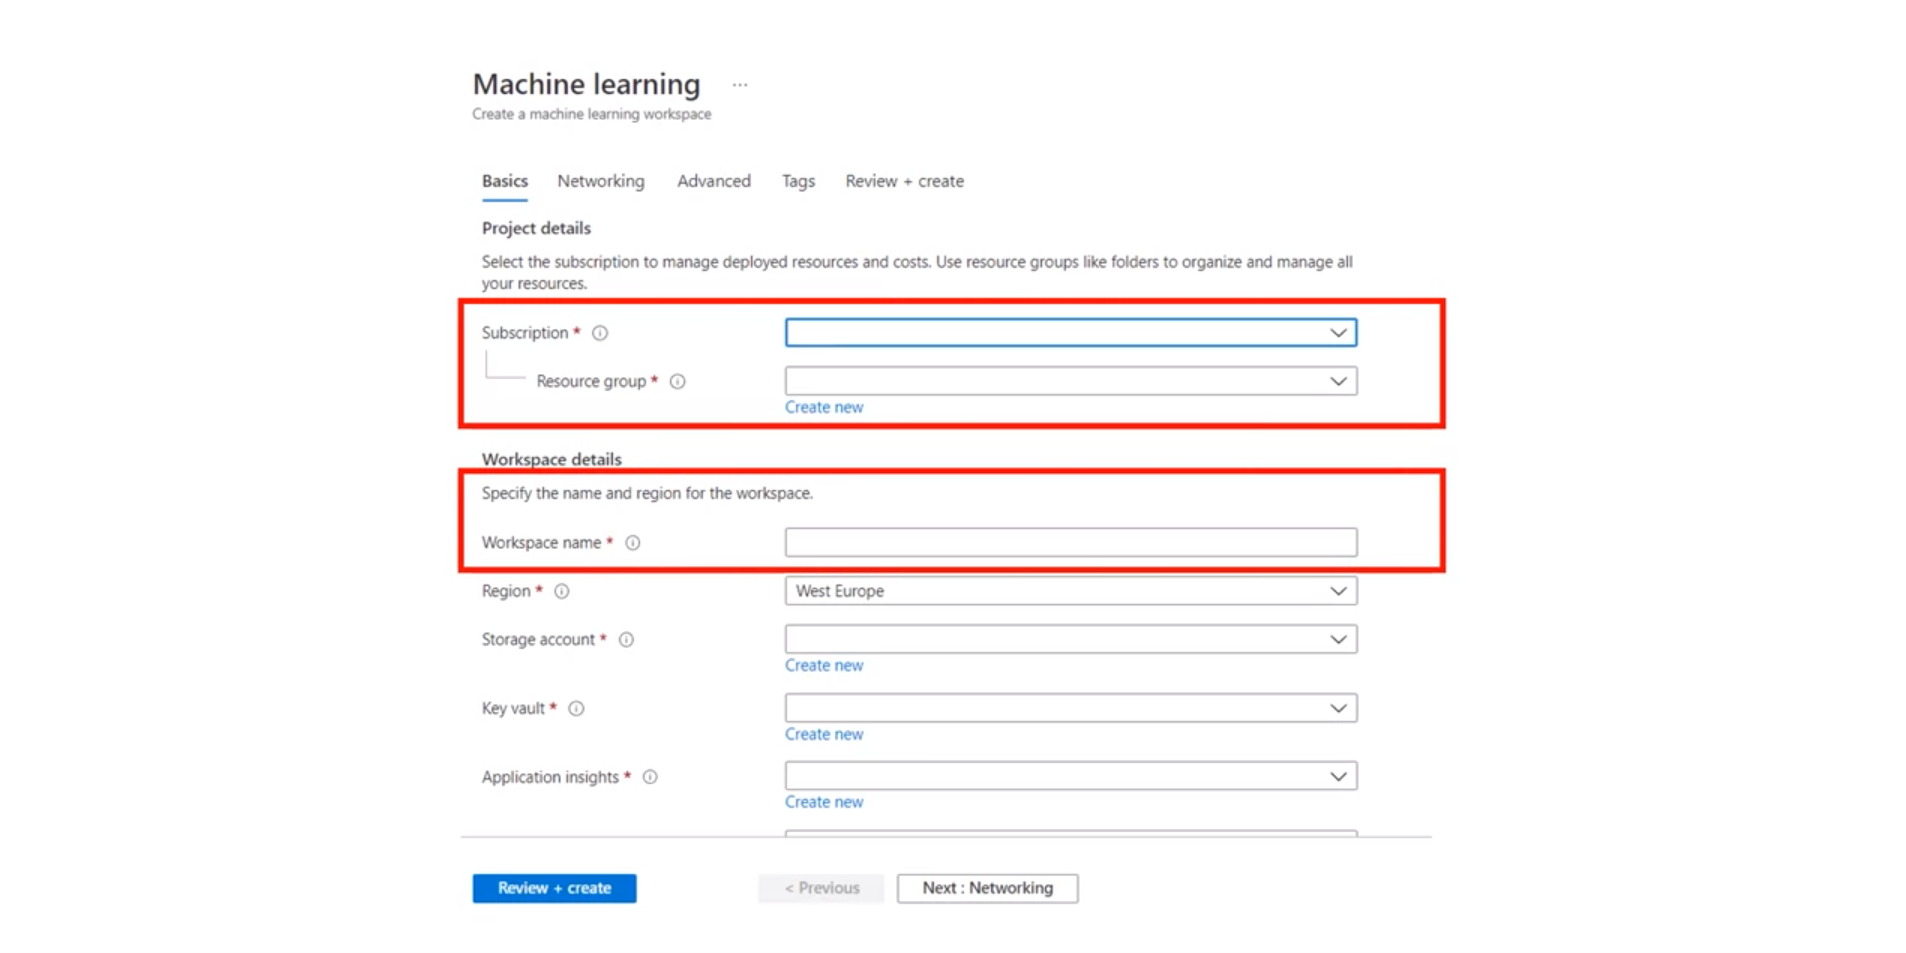 Machine learning ...
Create a machine learning workspace
Basics Networking Advanced Tags Review + create
Project details
Select the subscription to manage deployed resources and costs. Use resource groups like folders to organize and manage all
your resources.
Subscription *
Resource group *
Create new
Workspace details
Specify the name and region for the workspace.
Workspace name *
Region * West Europe
Storage account *
Create new
Key vault *
Create new
Application insights *
Create new
Review + create < Previous Next : Networking